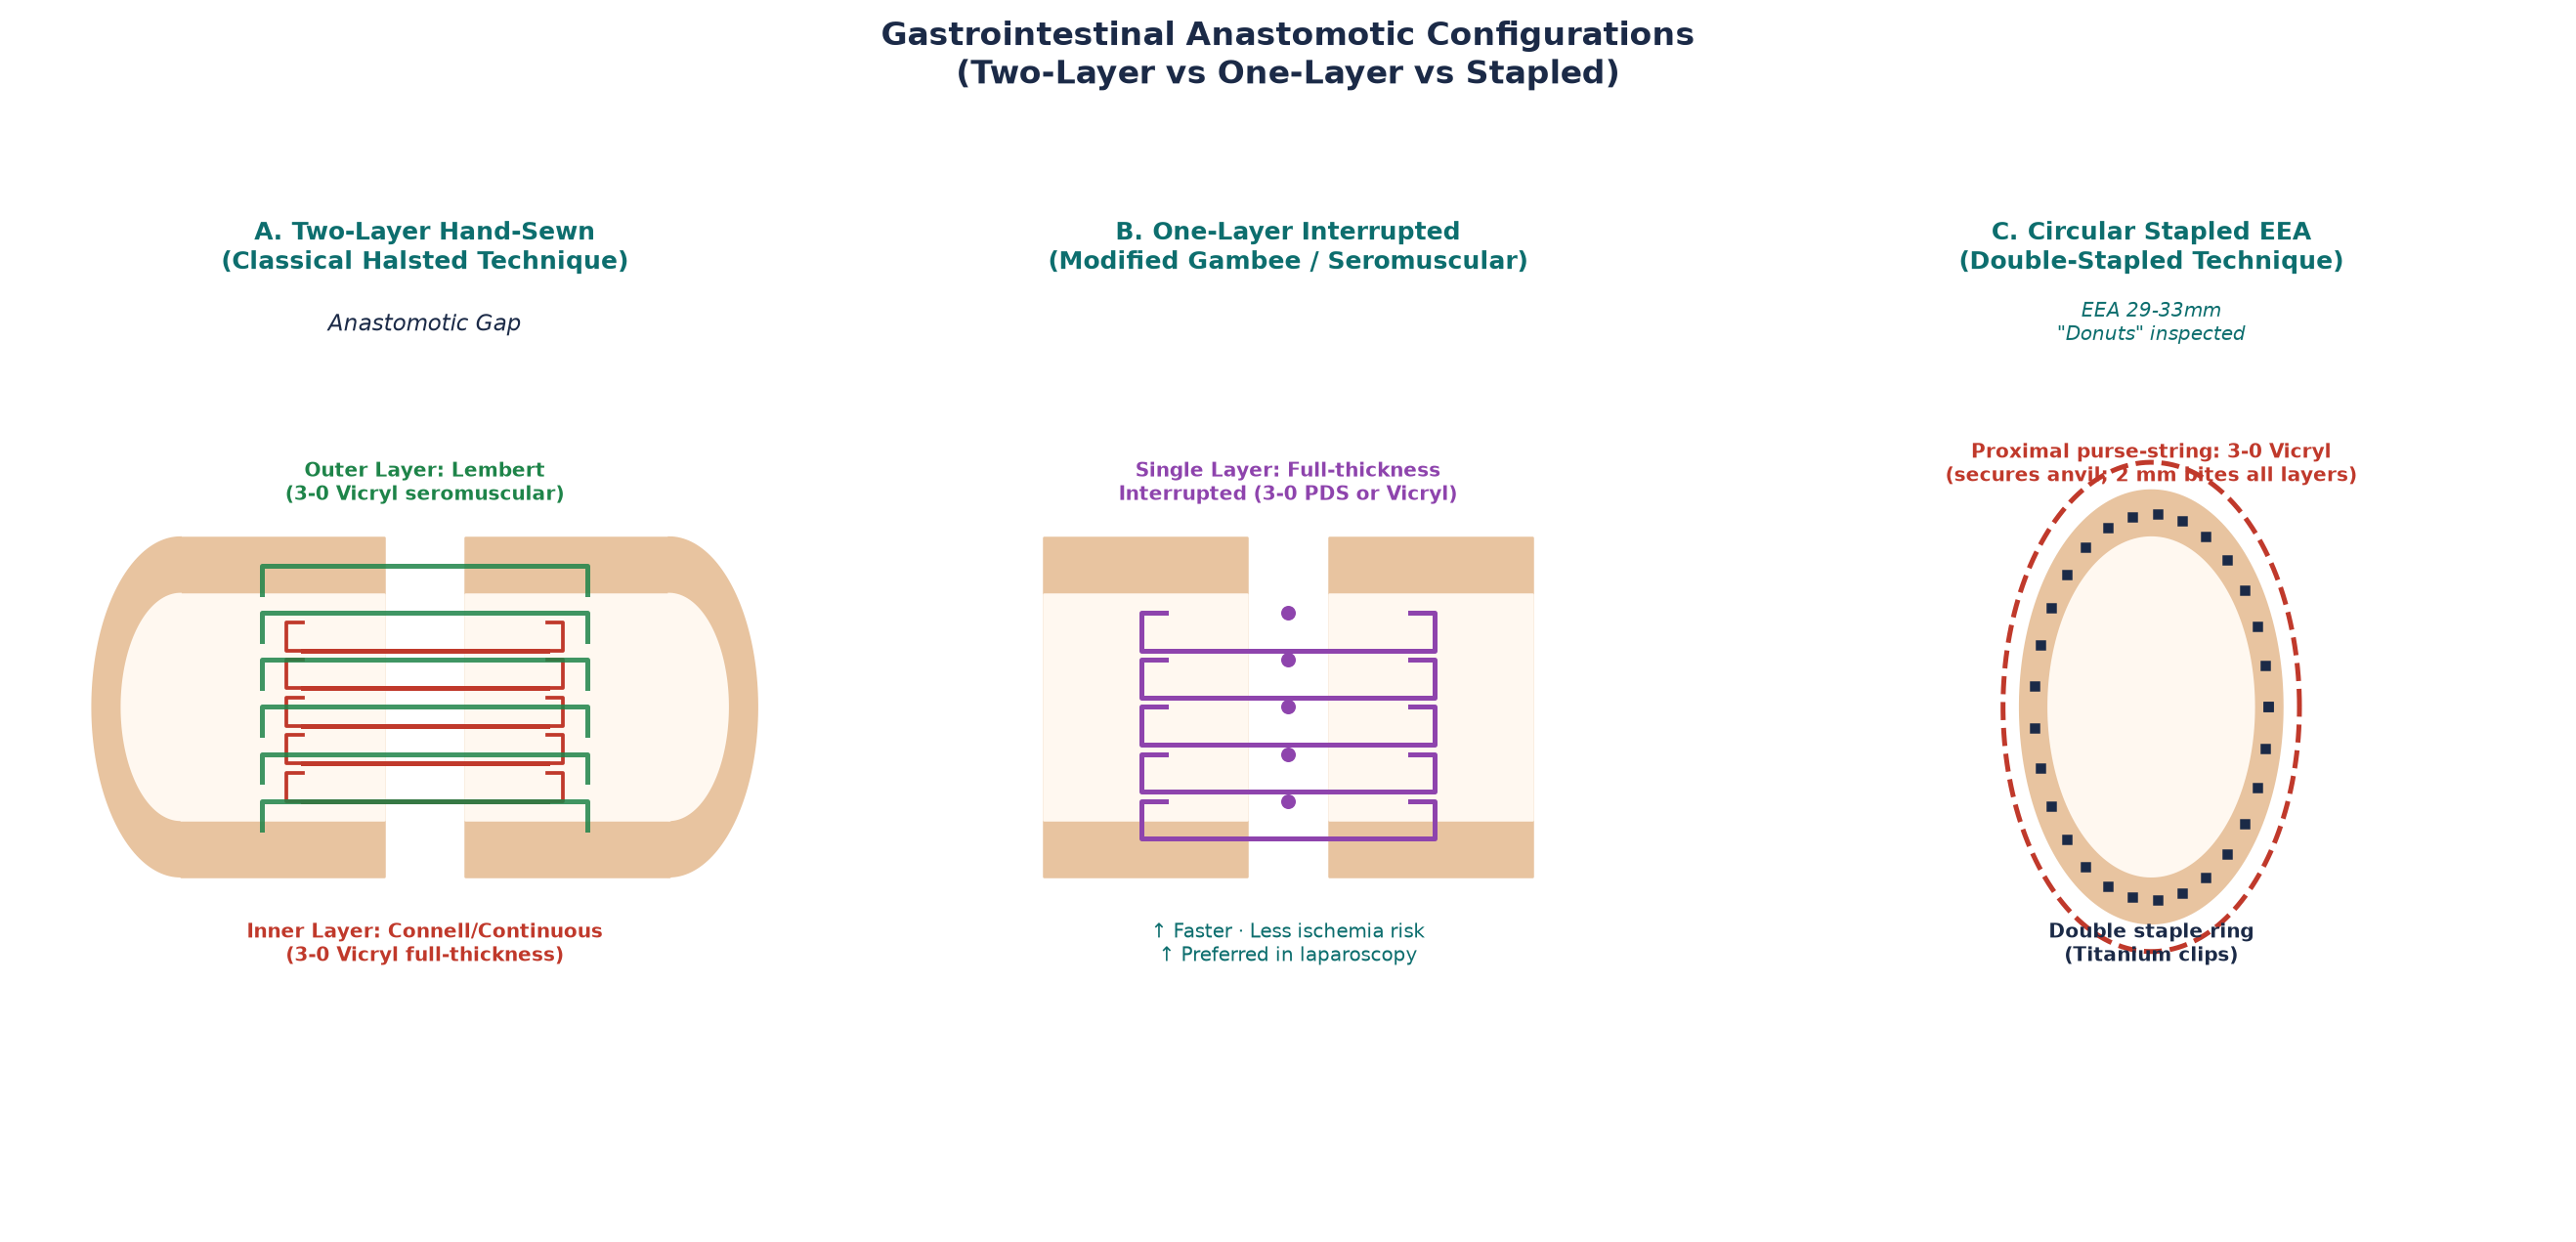 Gastrointestinal Anastomotic Configurations
(Two-Layer vs One-Layer vs Stapled)
A. Two-Layer Hand-Sewn
(Classical Halsted Technique)
Anastomotic Gap
Outer Layer: Lembert
(3-0 Vicryl seromuscular)
Inner Layer: Connell/Continuous
(3-0 Vicryl full-thickness)
B. One-Layer Interrupted
(Modified Gambee / Seromuscular)
Single Layer: Full-thickness
Interrupted (3-0 PDS or Vicryl)
↑ Faster · Less ischemia risk
↑ Preferred in laparoscopy
C. Circular Stapled EEA
(Double-Stapled Technique)
EEA 29-33mm
"Donuts" inspected
Proximal purse-string: 3-0 Vicryl
(secures anvil; 2 mm bites all layers)
Double staple ring
(Titanium clips)